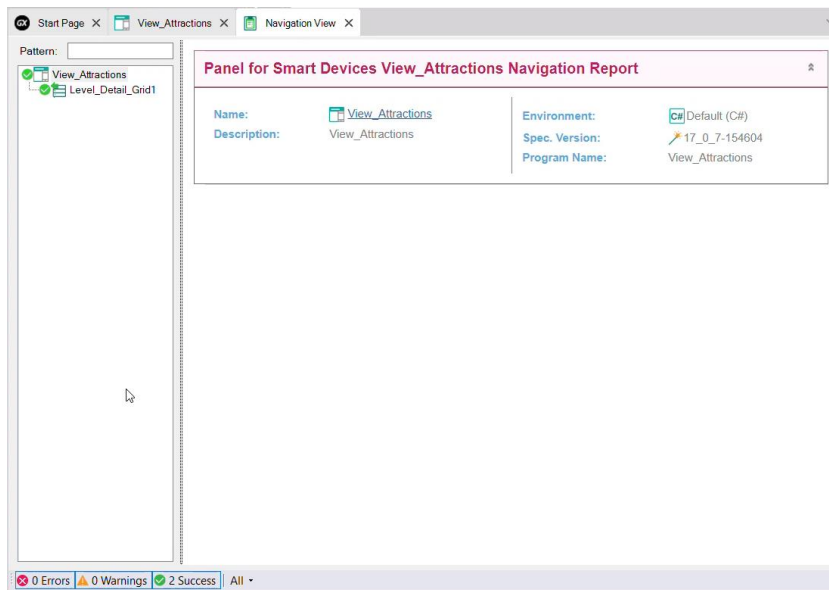 GX Start Page View_Attractions Navigation View
Pattern:
View_Attractions
Level_Detail_Grid1
Panel for Smart Devices View_Attractions Navigation Report
Name: View_Attractions
Description: View_Attractions
Environment: C# Default (C#)
Spec. Version: 17_0_7-154604
Program Name: View_Attractions
0 Errors 0 Warnings 2 Success All